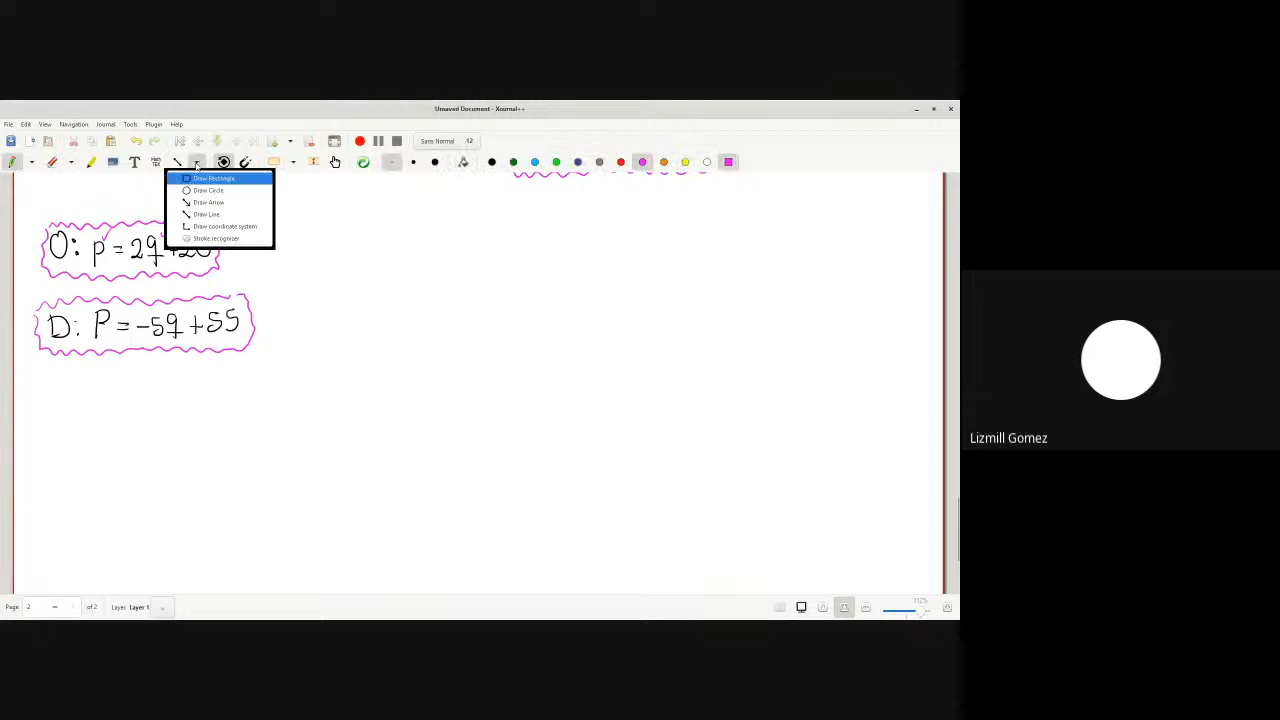 Unsaved Document - Xournal++
File Edit View Navigation Journal Tools Plugin Help
Sans Normal 12
Draw Rectangle
Draw Circle
Draw Arrow
Draw Line
Draw coordinate system
Stroke recognizer
O: p = 2q +20
D: P = -5q +55
Lizmill Gomez
Page 2 of 2 Layer Layer 1
312%